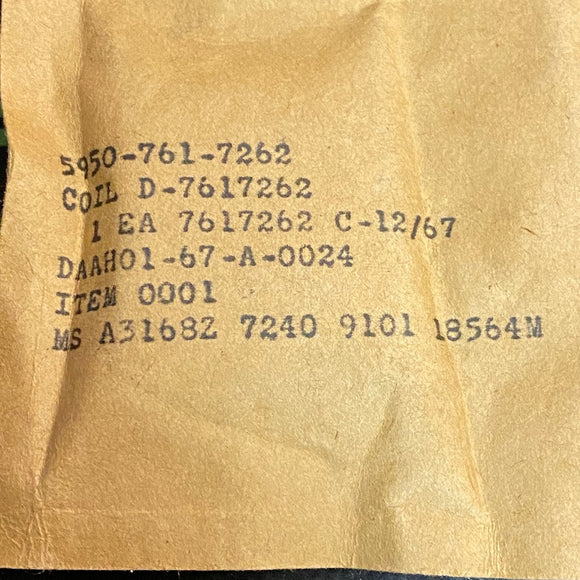 5950-761-7262
COIL D-7617262
1 EA 7617262 C-12/67
DAAH01-67-A-0024
ITEM 0001
MS A3168Z 7240 9101 18564M